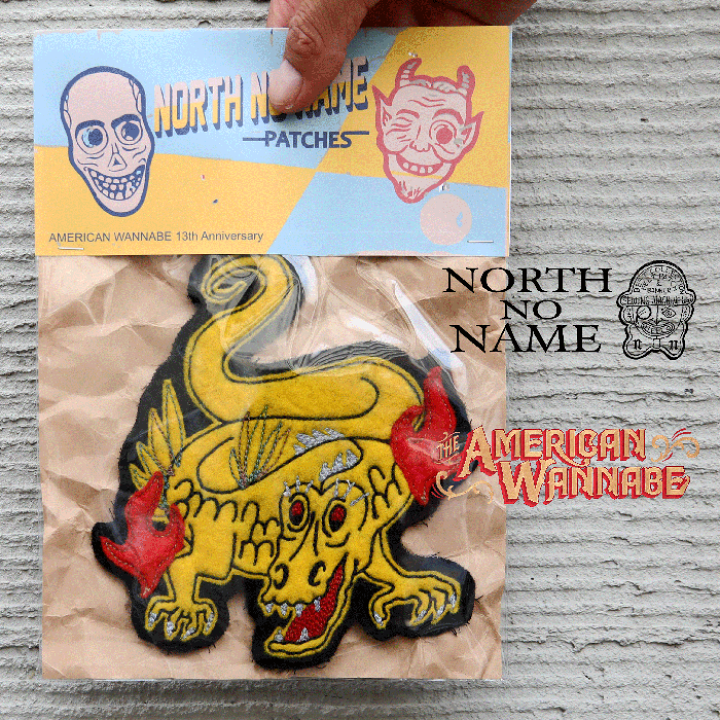 NORTH NO NAME
PATCHES
AMERICAN WANNABE 13th Anniversary
NORTH
NO
NAME
THE
AMERICAN
WANNABE